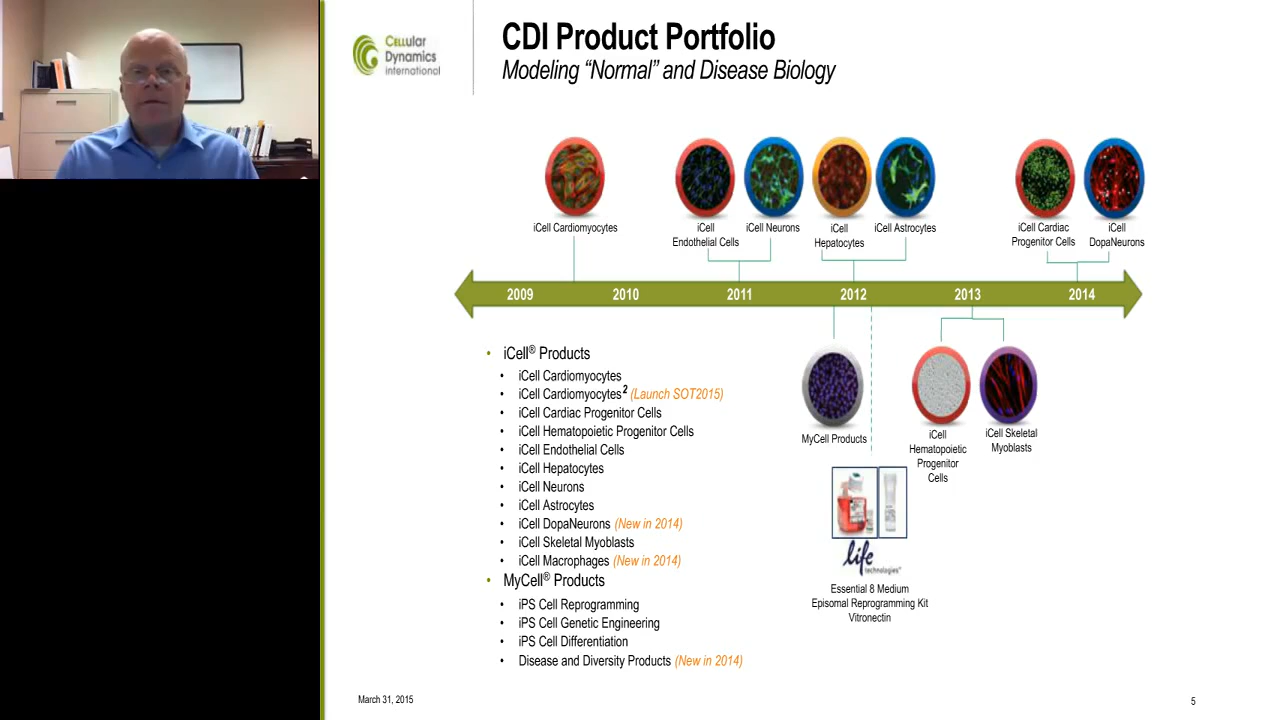 CELLular
Dynamics
international
CDI Product Portfolio
Modeling “Normal” and Disease Biology
iCell Cardiomyocytes
iCell
Endothelial Cells
iCell Neurons
iCell
Hepatocytes
iCell Astrocytes
iCell Cardiac
Progenitor Cells
iCell
DopaNeurons
2009 2010 2011 2012 2013 2014
• iCell® Products
• iCell Cardiomyocytes
• iCell Cardiomyocytes2 (Launch SOT2015)
• iCell Cardiac Progenitor Cells
• iCell Hematopoietic Progenitor Cells
• iCell Endothelial Cells
• iCell Hepatocytes
• iCell Neurons
• iCell Astrocytes
• iCell DopaNeurons (New in 2014)
• iCell Skeletal Myoblasts
• iCell Macrophages (New in 2014)
• MyCell® Products
• iPS Cell Reprogramming
• iPS Cell Genetic Engineering
• iPS Cell Differentiation
• Disease and Diversity Products (New in 2014)
MyCell Products
iCell
Hematopoietic
Progenitor
Cells
iCell Skeletal
Myoblasts
life
technologies™
Essential 8 Medium
Episomal Reprogramming Kit
Vitronectin
March 31, 2015
5